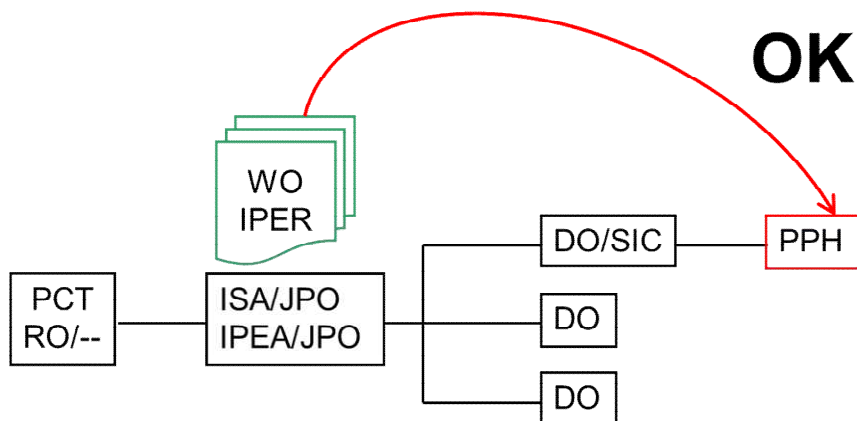 OK
WO
IPER
DO/SIC
PPH
PCT
RO/--
ISA/JPO
IPEA/JPO
DO
DO